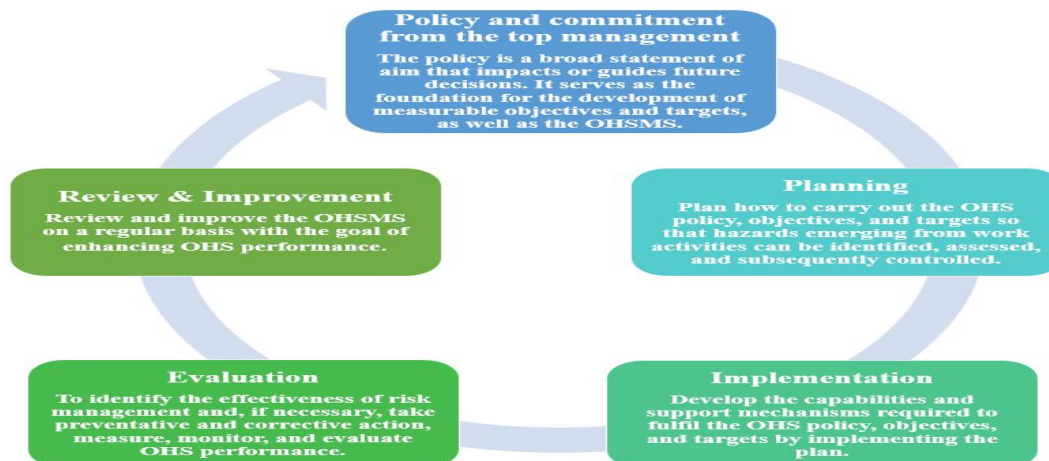 Policy and commitment
from the top management
The policy is a broad statement of
aim that impacts or guides future
decisions. It serves as the
foundation for the development of
measurable objectives and targets,
as well as the OHSMS.
Planning
Plan how to carry out the OHS
policy, objectives, and targets so
that hazards emerging from work
activities can be identified, assessed,
and subsequently controlled.
Implementation
Develop the capabilities and
support mechanisms required to
fulfil the OHS policy, objectives,
and targets by implementing the
plan.
Evaluation
To identify the effectiveness of risk
management and, if necessary, take
preventative and corrective action,
measure, monitor, and evaluate
OHS performance.
Review & Improvement
Review and improve the OHSMS
on a regular basis with the goal of
enhancing OHS performance.